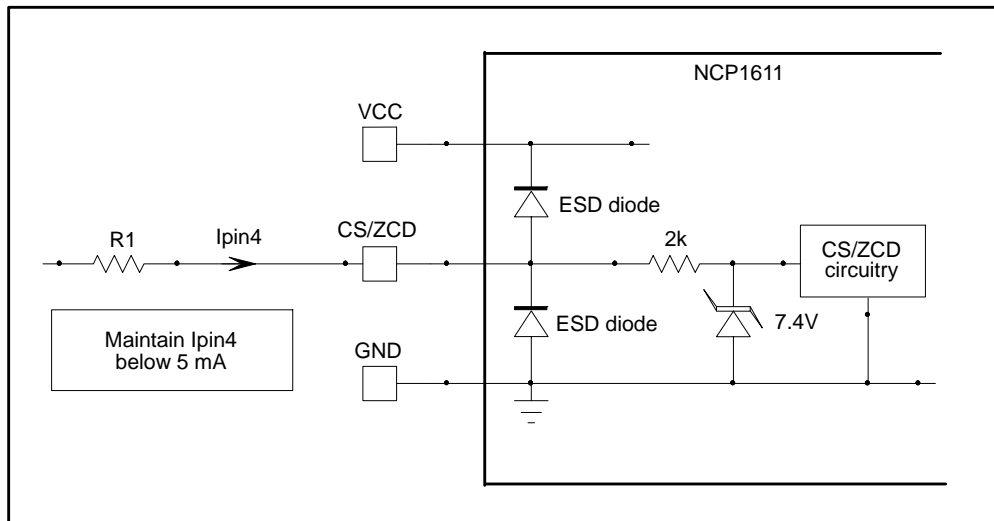 NCP1611
VCC
ESD diode
R1
Ipin4
CS/ZCD
2k
CS/ZCD
circuitry
Maintain Ipin4
below 5 mA
GND
ESD diode
7.4V